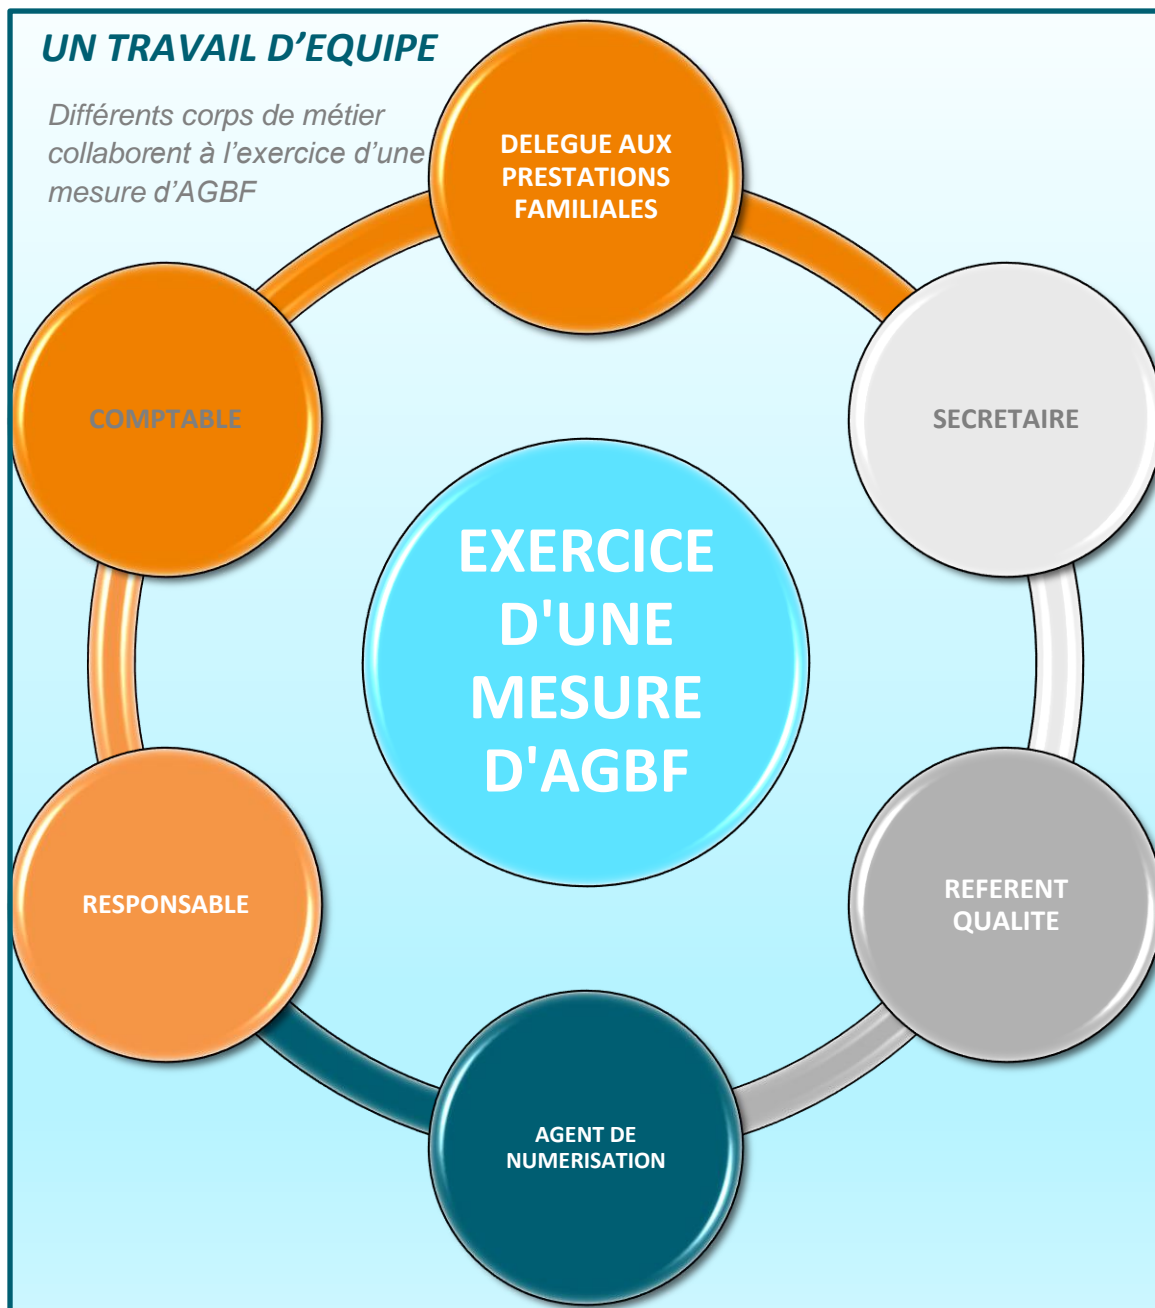 UN TRAVAIL D’EQUIPE
Différents corps de métier
collaborent à l’exercice d’une
mesure d’AGBF
DELEGUE AUX
PRESTATIONS
FAMILIALES
COMPTABLE
SECRETAIRE
EXERCICE
D'UNE
MESURE
D'AGBF
RESPONSABLE
REFERENT
QUALITE
AGENT DE
NUMERISATION